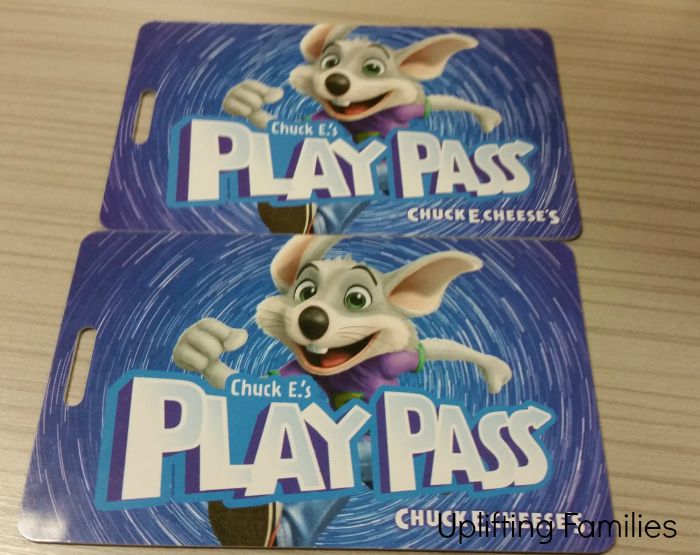 Chuck E.'s
PLAY PASS
CHUCK E. CHEESE'S
Chuck E.'s
PLAY PASS
CHUCK E. CHEESE'S
Uplifting Families